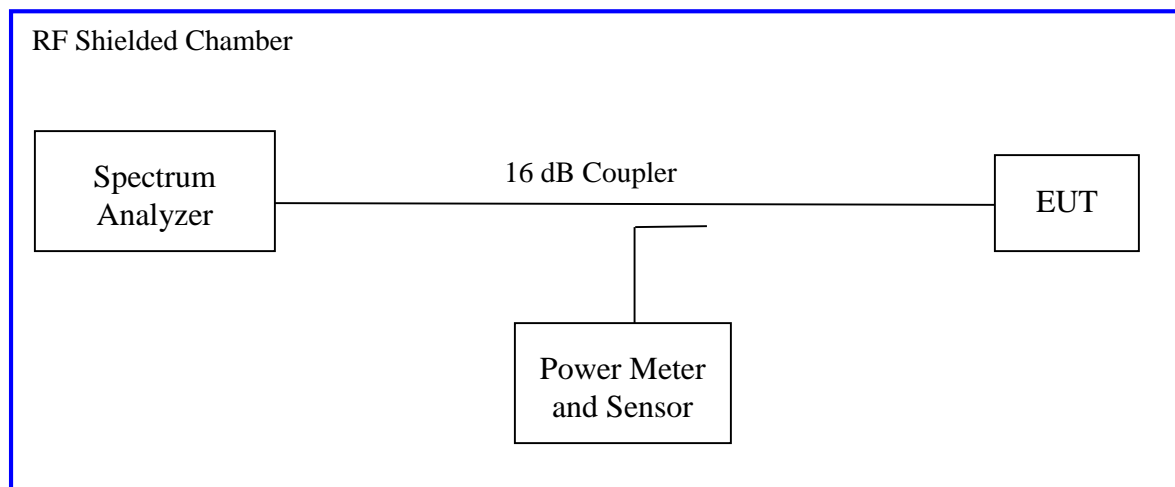 RF Shielded Chamber
16 dB Coupler
Spectrum
Analyzer
EUT
Power Meter
and Sensor